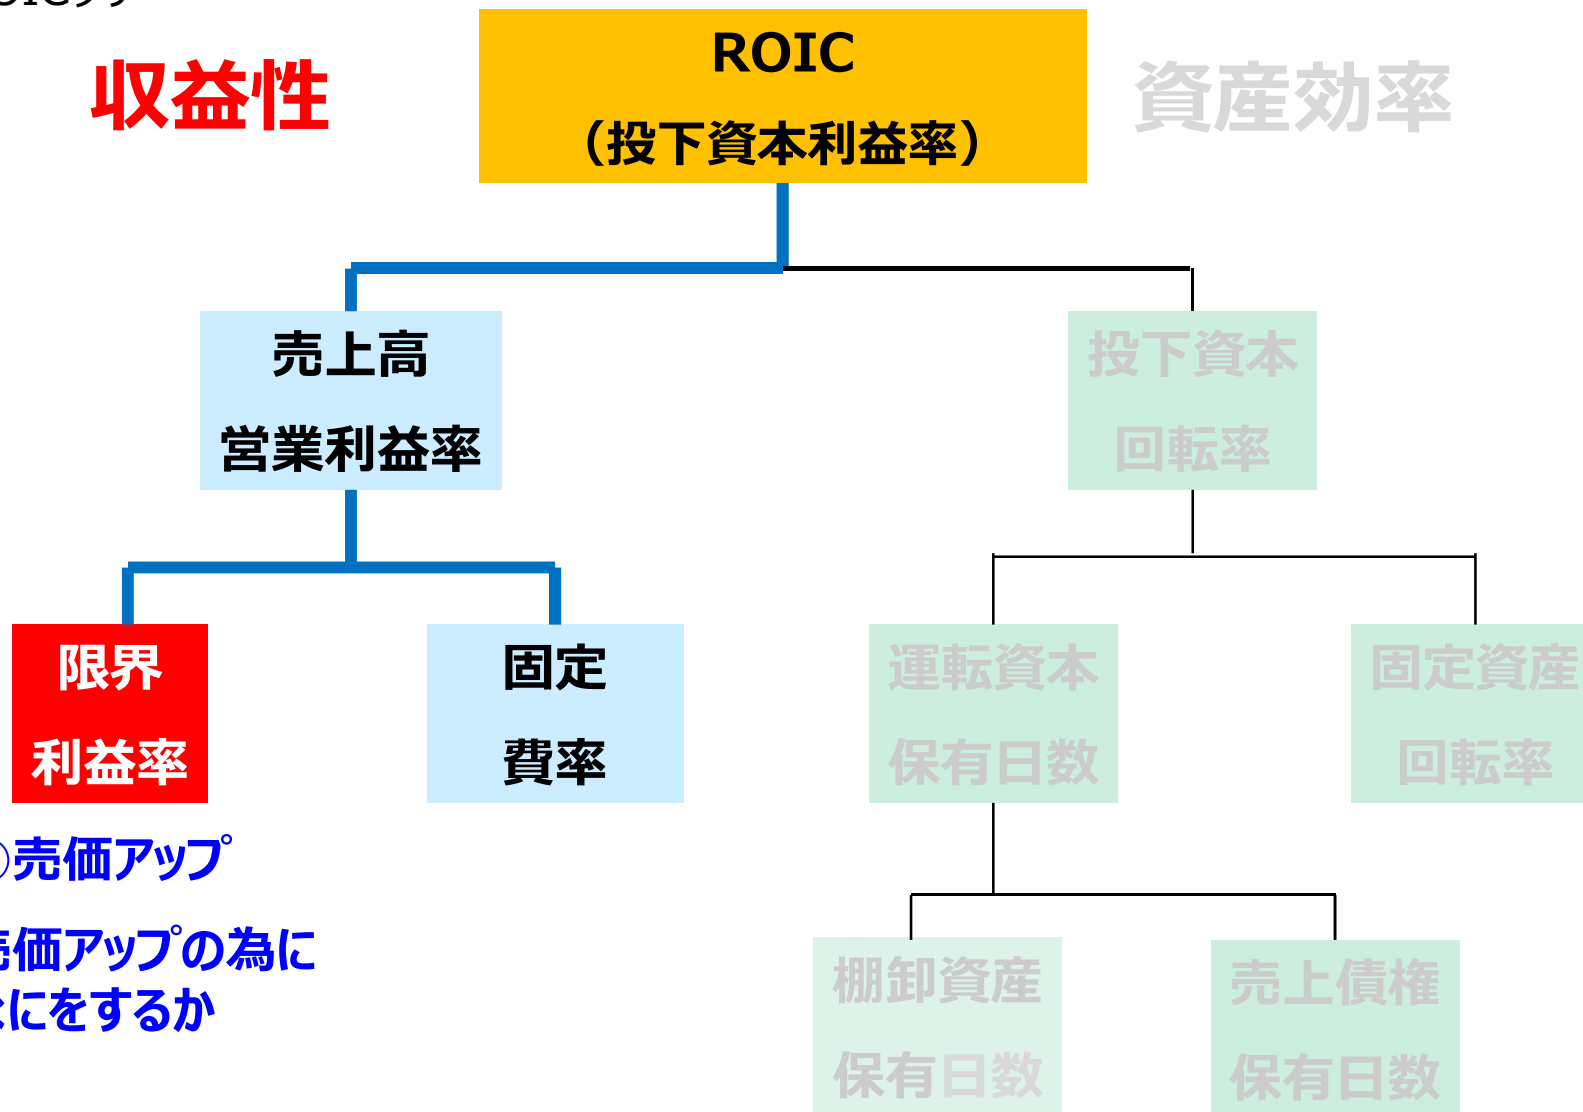 ROIC
（投下資本利益率）
収益性
資産効率
売上高
営業利益率
投下資本
回転率
限界
利益率
固定
費率
運転資本
保有日数
固定資産
回転率
売価アップ
売価アップの為に
なにをするか
棚卸資産
保有日数
売上債権
保有日数